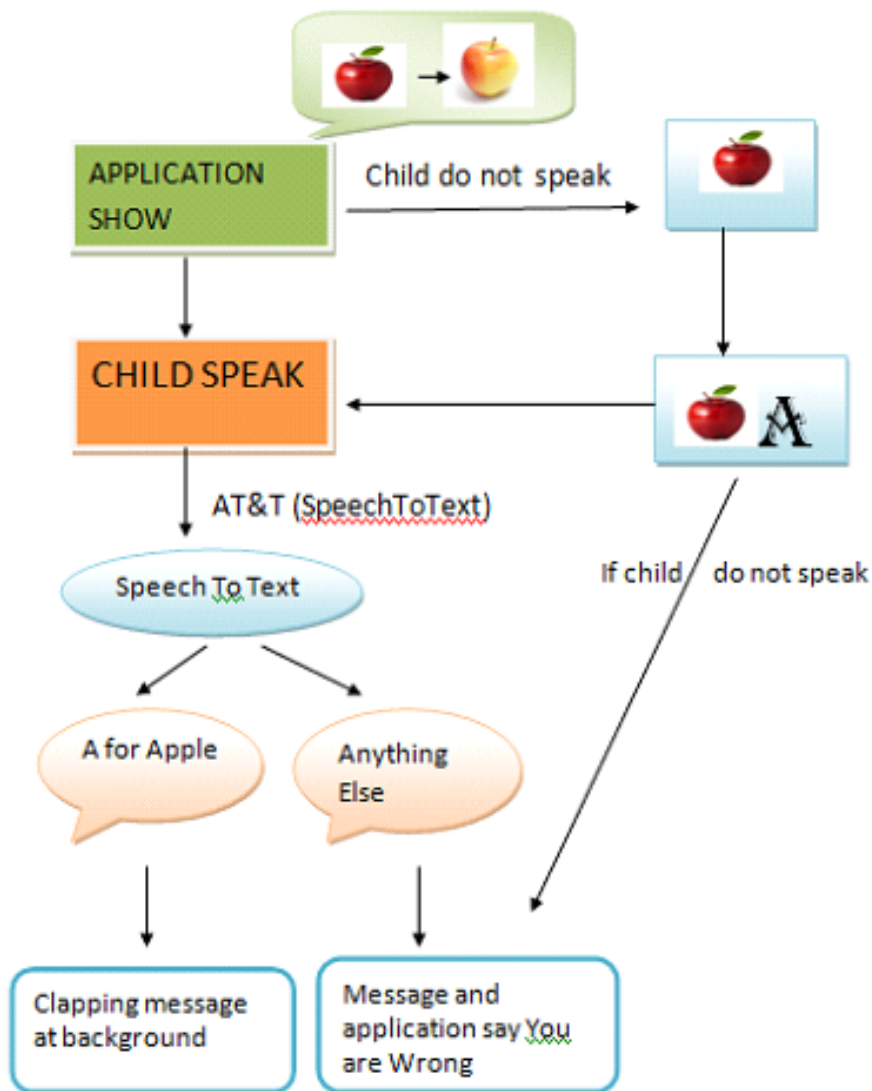 APPLICATION
SHOW
Child do not speak
CHILD SPEAK
A
AT&T (SpeechToText)
Speech To Text
If child do not speak
A for Apple
Anything
Else
Clapping message
at background
Message and
application say You
are Wrong